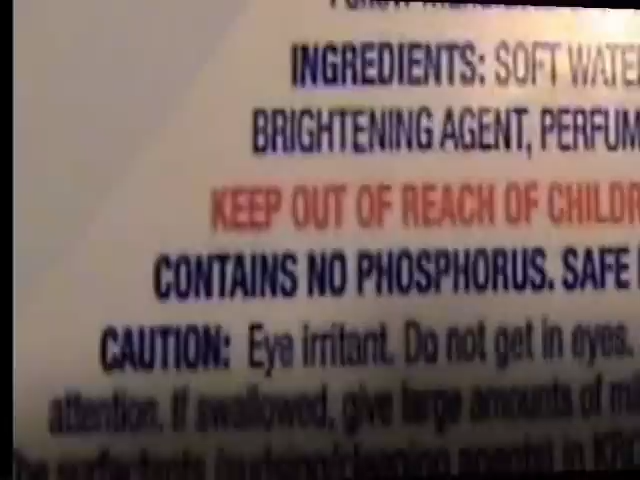 INGREDIENTS: SOFT WATE
BRIGHTENING AGENT, PERFUM
KEEP OUT OF REACH OF CHILDR
CONTAINS NO PHOSPHORUS. SAFE
CAUTION: Eye irritant. Do not get in eyes.
attention. If swallowed, give large amounts of mi